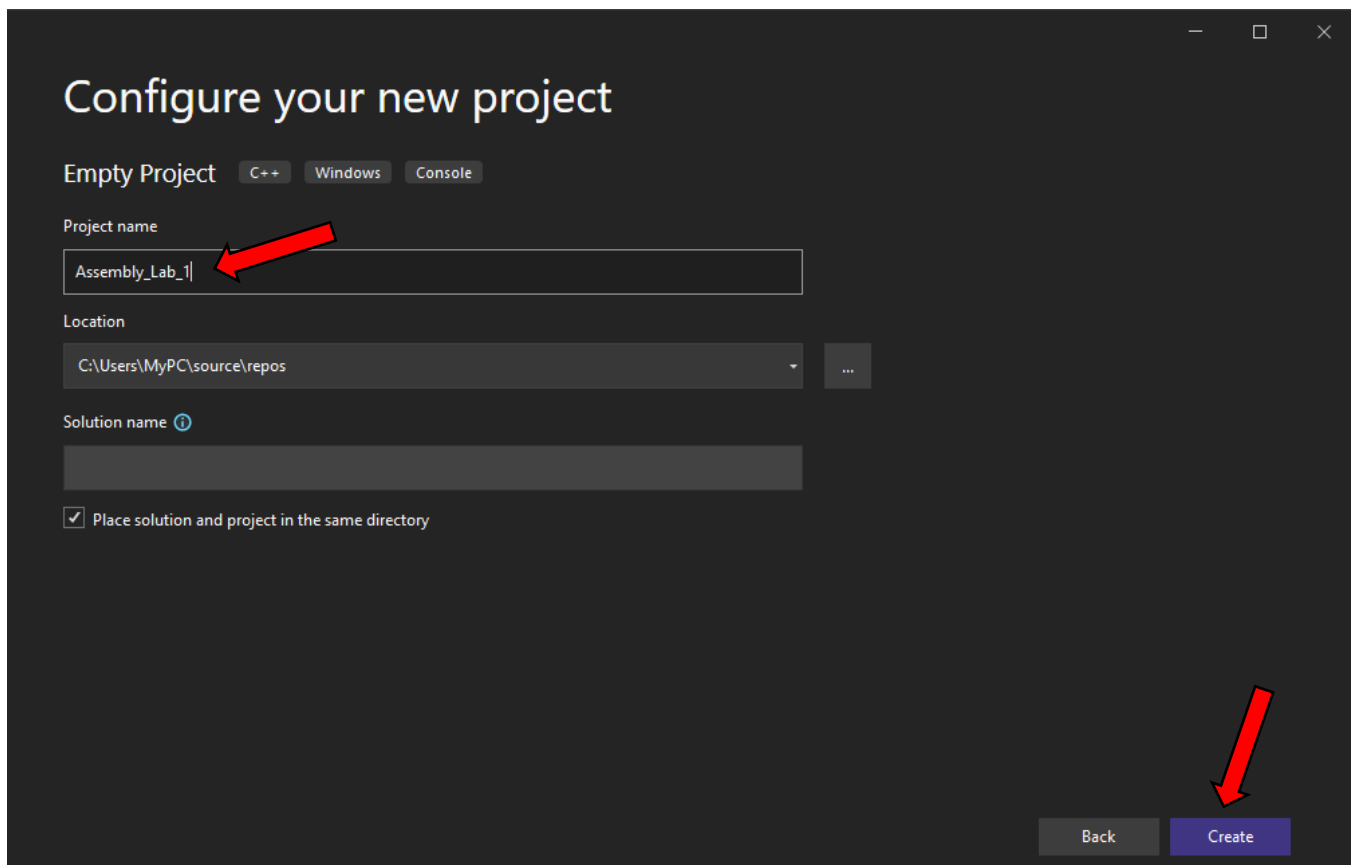 Configure your new project
Empty Project C++ Windows Console
Project name
Assembly_Lab_1
Location
C:\Users\MyPC\source\repos
...
Solution name
Place solution and project in the same directory
Back Create